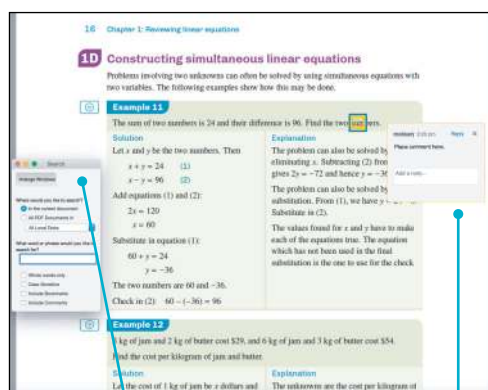 16 Chapter 1: Reviewing linear equations
1D Constructing simultaneous linear equations
Problems involving two unknowns can often be solved by using simultaneous equations with
two variables. The following examples show how this may be done.
Example 11
The sum of two numbers is 24 and their difference is 96. Find the two
Solution
Let x and y be the two numbers. Then
x + y = 24 (1)
x − y = 96 (2)
Add equations (1) and (2):
2x = 120
x = 60
Substitute in equation (1):
60 + y = 24
y = −36
The two numbers are 60 and −36.
Check in (2): 60 − (−36) = 96
Explanation
The problem can also be solved by
eliminating x. Subtracting (2) from
gives 2y = −72 and hence y = −36
The problem can also be solved by
substitution. From (1), we have y =
Substitute in (2).
The values found for x and y have to make
each of the equations true. The equation
which has not been used in the final
substitution is the one to use for the check
Reply
Place comment here.
Add a note...
Search
Arrange Windows
Where would you like to search?
In the current document
All PDF Documents in
All Local Disks
What word or phrase would you like to
search for?
Whole words only
Case-Sensitive
Include Bookmarks
Include Comments
Example 12
kg of jam and 2 kg of butter cost $29, and 6 kg of jam and 3 kg of butter cost $54.
Find the cost per kilogram of jam and butter.
Solution
Let the cost of 1 kg of jam be x dollars and
Explanation
The unknowns are the cost per kilogram of